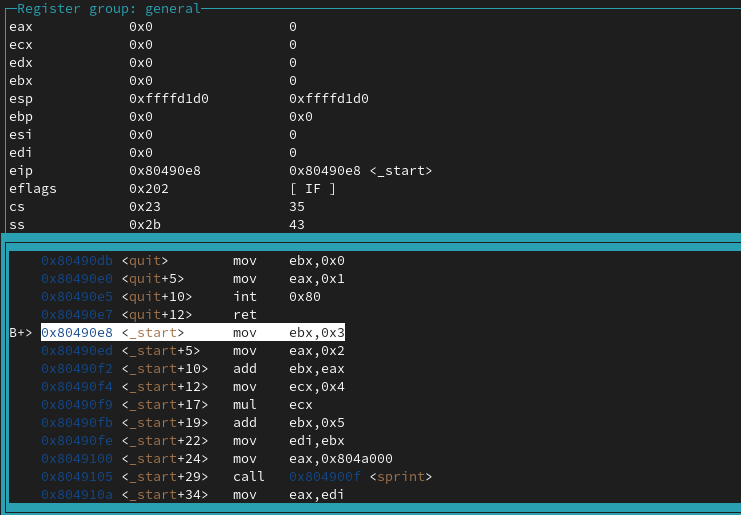 Register group: general
eax 0x0 0
ecx 0x0 0
edx 0x0 0
ebx 0x0 0
esp 0xffffd1d0 0xffffd1d0
ebp 0x0 0x0
esi 0x0 0
edi 0x0 0
eip 0x80490e8 0x80490e8 <_start>
eflags 0x202 [ IF ]
cs 0x23 35
ss 0x2b 43
0x80490db <quit> mov ebx,0x0
0x80490e0 <quit+5> mov eax,0x1
0x80490e5 <quit+10> int 0x80
0x80490e7 <quit+12> ret
B+> 0x80490e8 <_start> mov ebx,0x3
0x80490ed <_start+5> mov eax,0x2
0x80490f2 <_start+10> add ebx,eax
0x80490f4 <_start+12> mov ecx,0x4
0x80490f9 <_start+17> mul ecx
0x80490fb <_start+19> add ebx,0x5
0x80490fe <_start+22> mov edi,ebx
0x8049100 <_start+24> mov eax,0x804a000
0x8049105 <_start+29> call 0x804900f <sprint>
0x804910a <_start+34> mov eax,edi